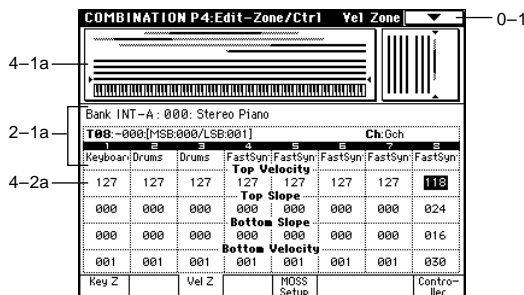 COMBINATION P4:Edit-Zone/Ctrl Vel Zone
0–1
4–1a
2–1a
Bank INT-A: 000: Stereo Piano
T08:-000:[MSB:000/LSB:001] Ch:Gch
1 2 3 4 5 6 7 8
Keyboar Drums Drums FastSyn FastSyn FastSyn FastSyn FastSyn
Top Velocity
4–2a
127 127 127 127 127 127 127 118
Top Slope
000 000 000 000 000 000 000 024
Bottom Slope
000 000 000 000 000 000 000 016
Bottom Velocity
001 001 001 001 001 001 001 030
Key Z Vel Z MOSS Setup Contro-ller